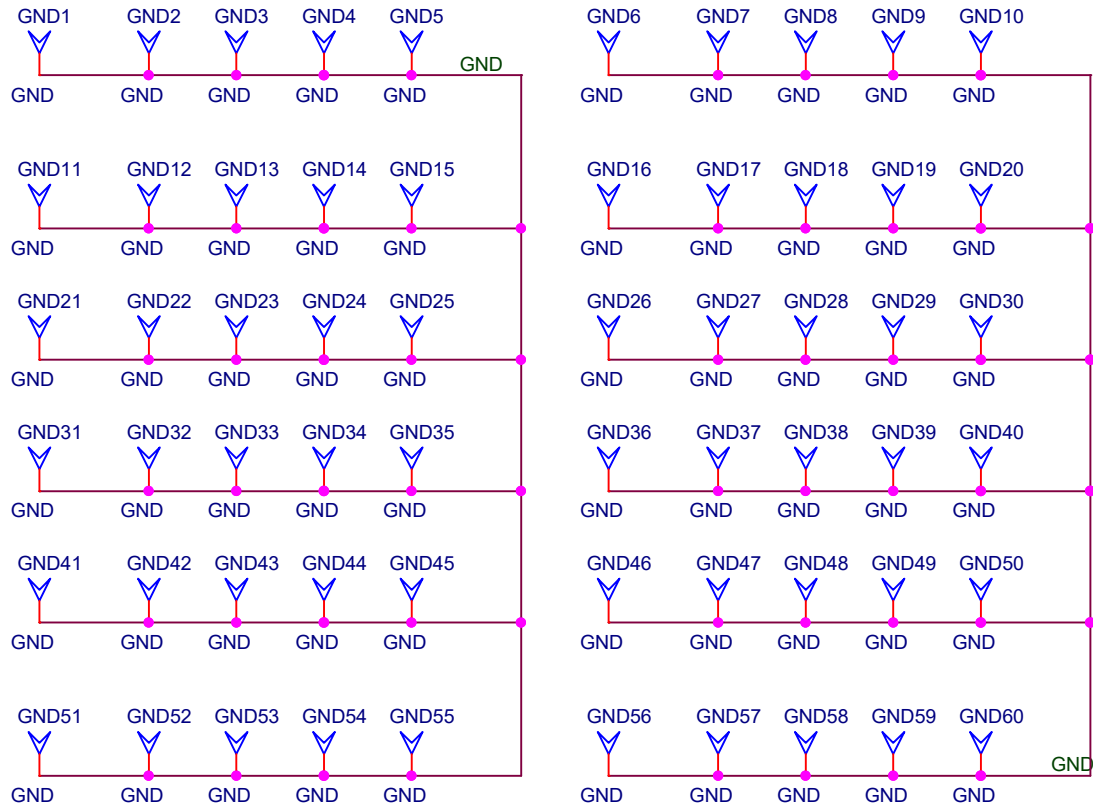 GND1 GND2 GND3 GND4 GND5 GND6 GND7 GND8 GND9 GND10
GND GND
GND GND GND GND GND GND GND GND GND
GND11 GND12 GND13 GND14 GND15 GND16 GND17 GND18 GND19 GND20
GND GND GND GND GND GND GND GND GND GND
GND21 GND22 GND23 GND24 GND25 GND26 GND27 GND28 GND29 GND30
GND GND GND GND GND GND GND GND GND GND
GND31 GND32 GND33 GND34 GND35 GND36 GND37 GND38 GND39 GND40
GND GND GND GND GND GND GND GND GND GND
GND41 GND42 GND43 GND44 GND45 GND46 GND47 GND48 GND49 GND50
GND GND GND GND GND GND GND GND GND GND
GND51 GND52 GND53 GND54 GND55 GND56 GND57 GND58 GND59 GND60
GND
GND GND GND GND GND GND GND GND GND GND